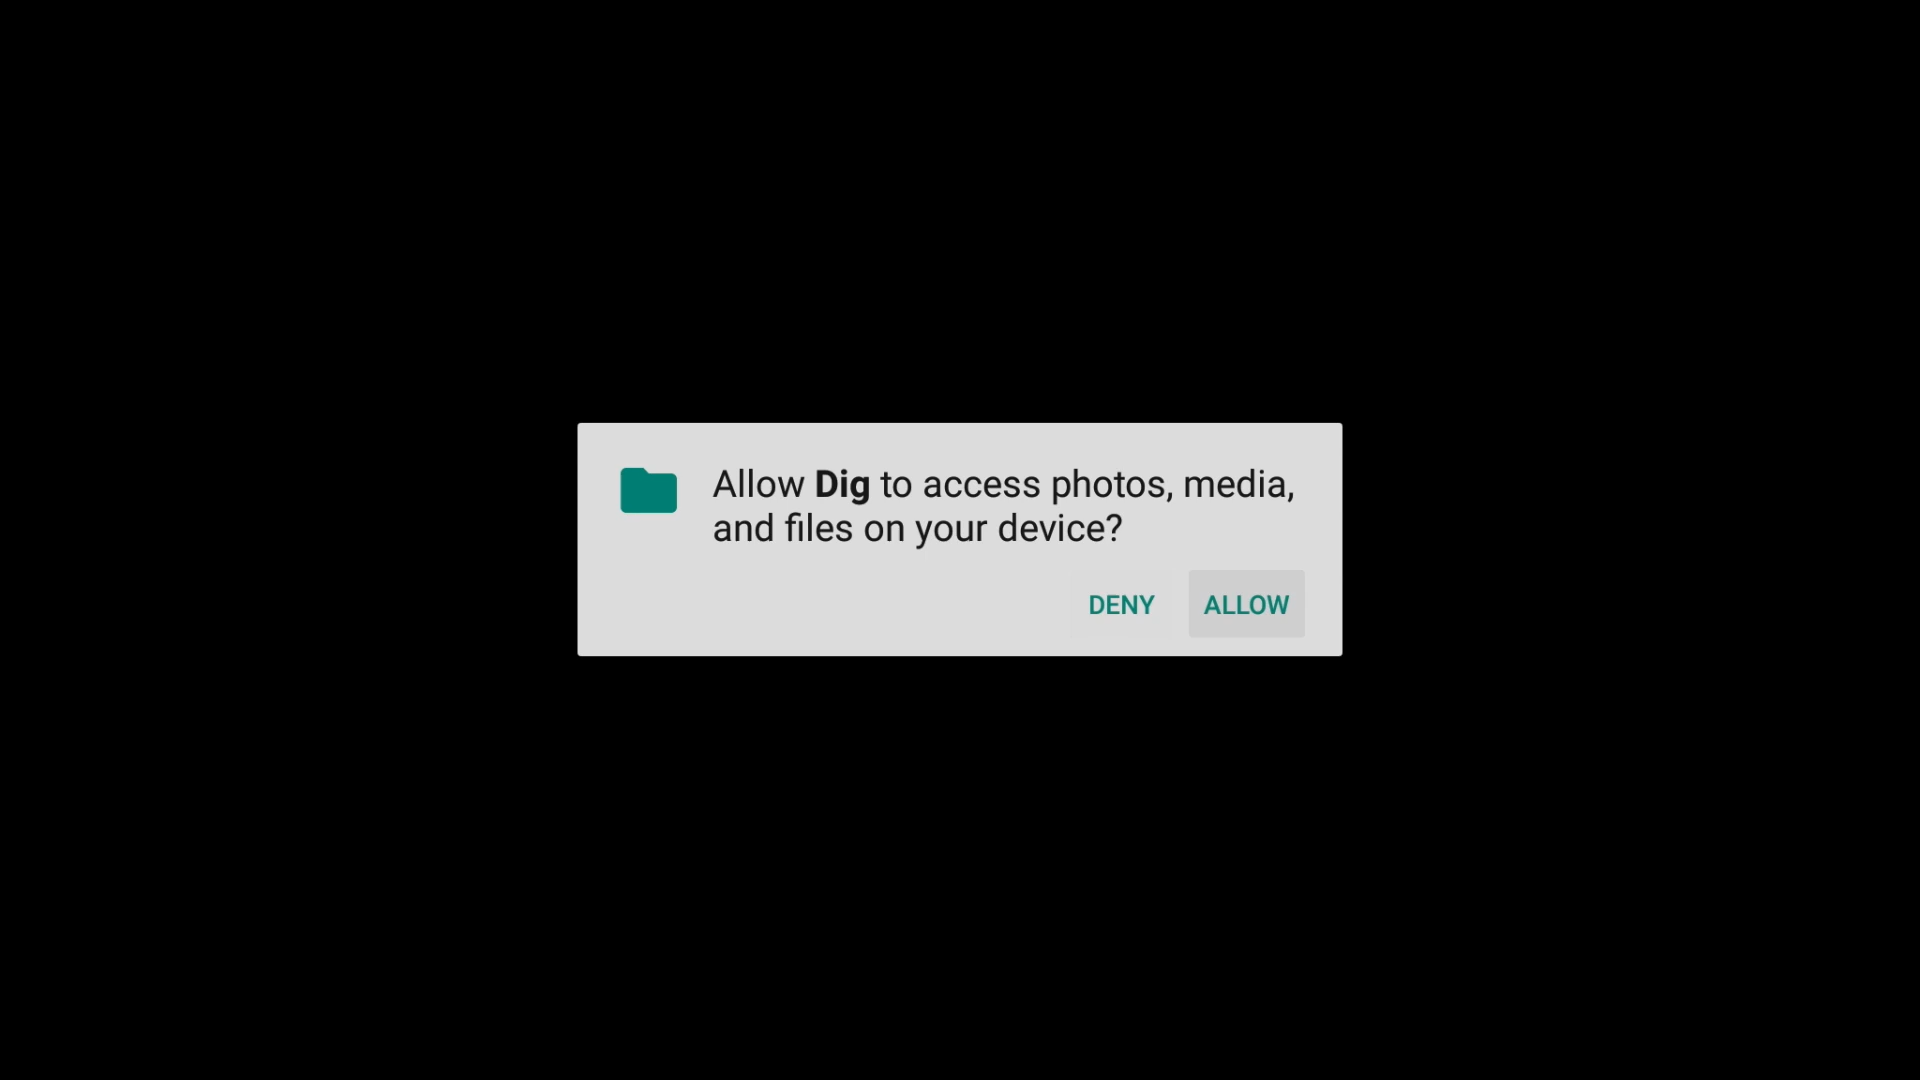 Allow Dig to access photos, media,
and files on your device?
DENY ALLOW